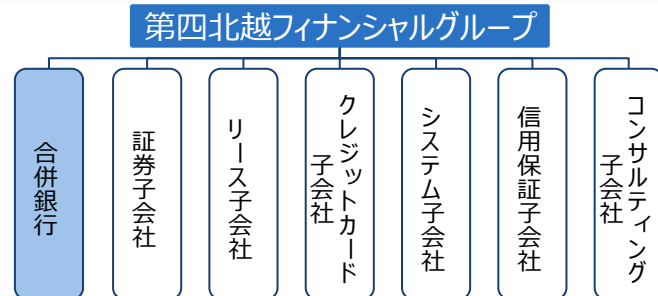 第四北越フィナンシャルグループ
合併銀行
証券子会社
リース子会社
クレジットカード
子会社
システム子会社
信用保証子会社
コンサルティング
子会社